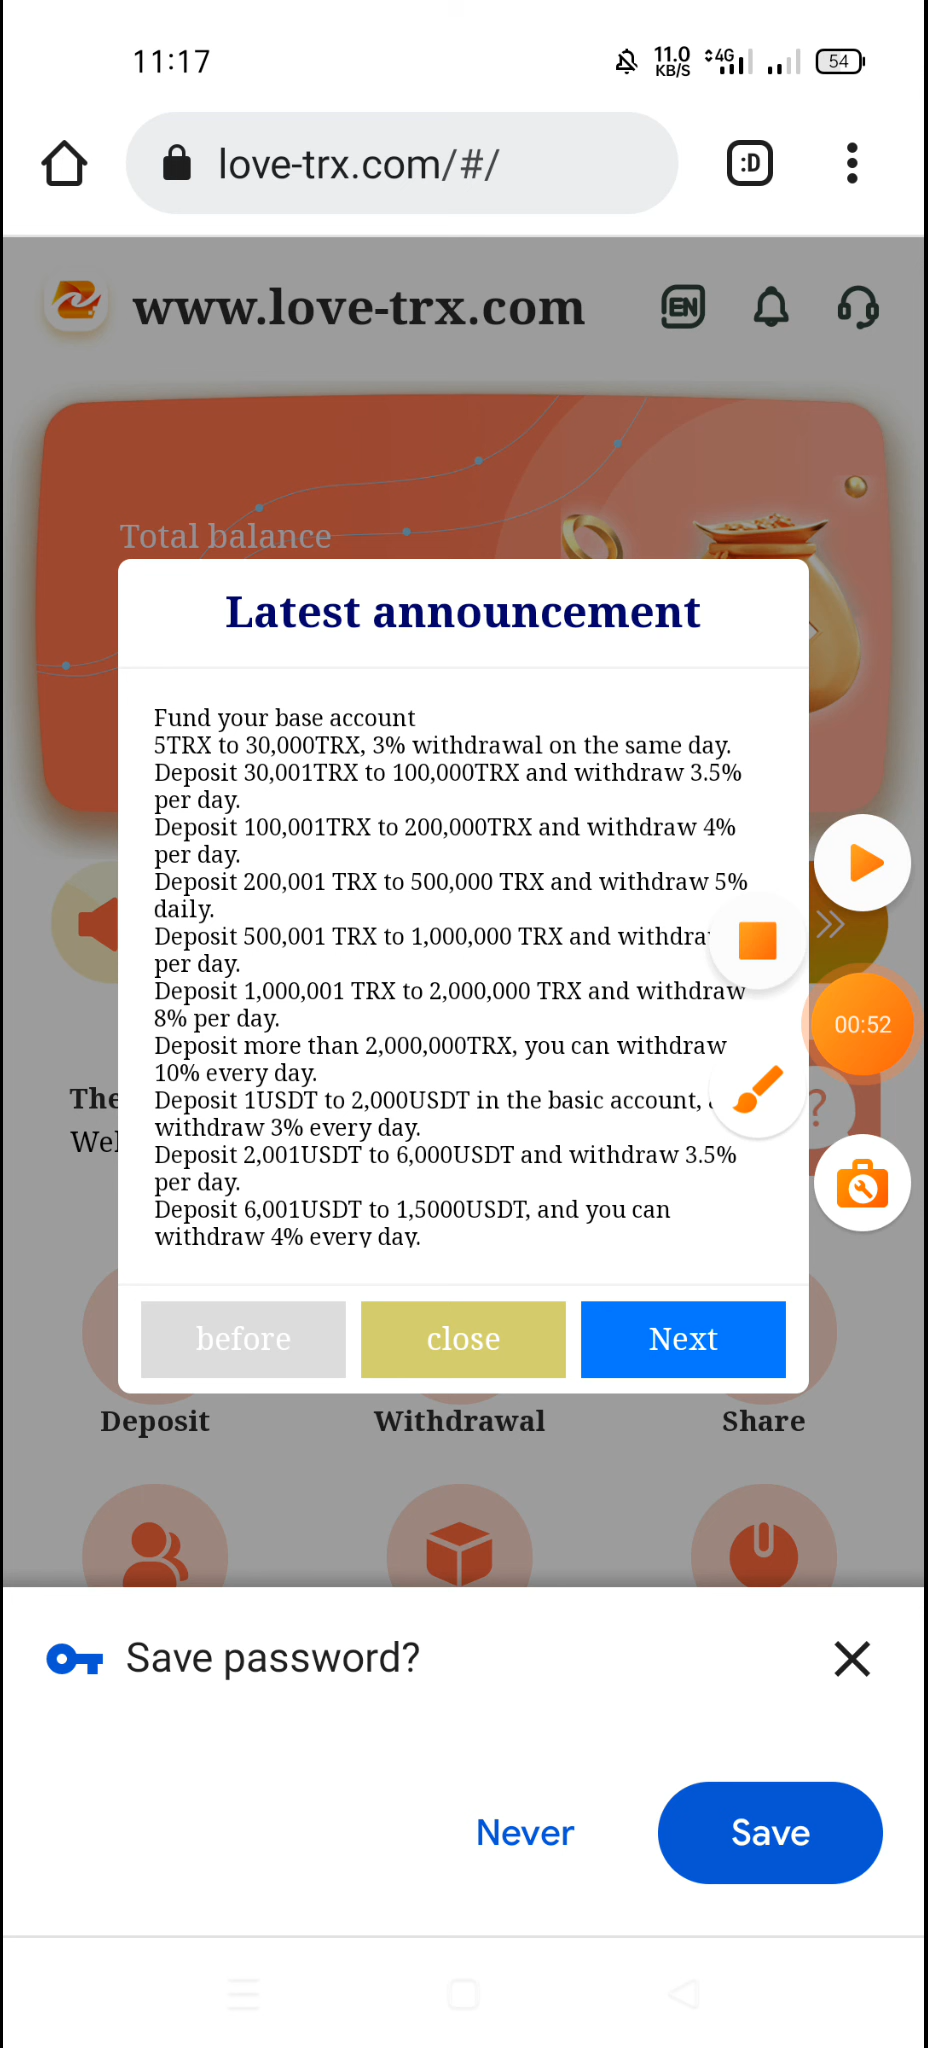 11:17
11.0
KB/S
4G
54
love-trx.com/#/
:D
www.love-trx.com
EN
Total balance
Latest announcement
Fund your base account
5TRX to 30,000TRX, 3% withdrawal on the same day.
Deposit 30,001TRX to 100,000TRX and withdraw 3.5%
per day.
Deposit 100,001TRX to 200,000TRX and withdraw 4%
per day.
Deposit 200,001 TRX to 500,000 TRX and withdraw 5%
daily.
Deposit 500,001 TRX to 1,000,000 TRX and
per day.
Deposit 1,000,001 TRX to 2,000,000 TRX and withdraw
8% per day.
Deposit more than 2,000,000TRX, you can withdraw
10% every day.
Deposit 1USDT to 2,000USDT in the basic account,
withdraw 3% every day.
Deposit 2,001USDT to 6,000USDT and withdraw 3.5%
per day.
Deposit 6,001USDT to 1,5000USDT, and you can
withdraw 4% every day.
00:52
The
?
before
close
Next
Deposit
Withdrawal
Share
Save password?
Never
Save